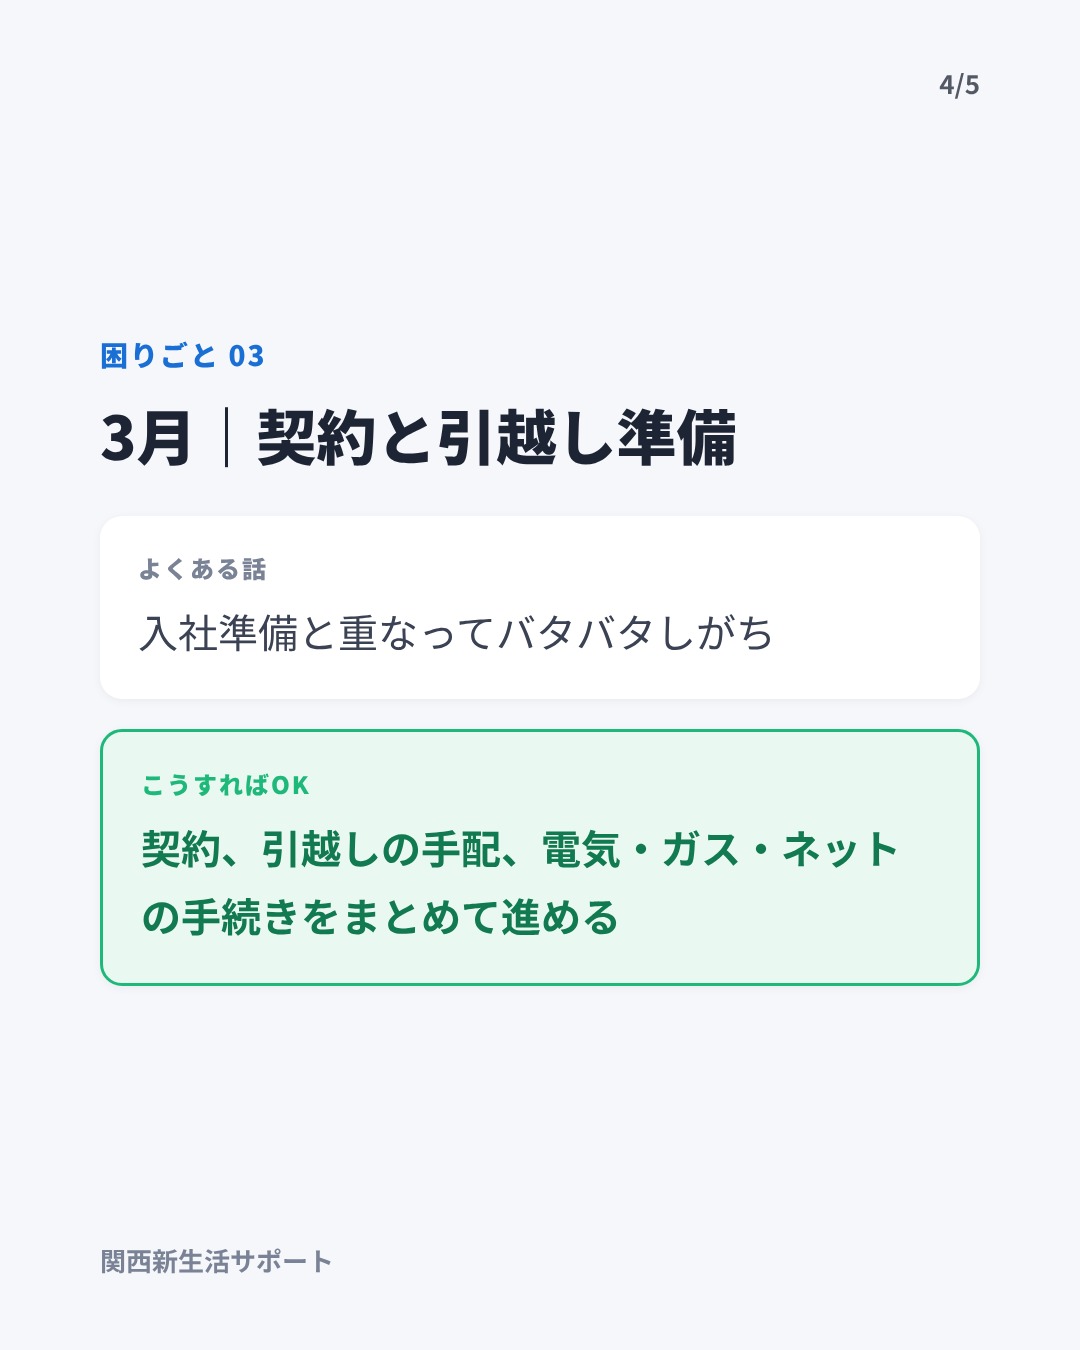 4/5
困りごと 03
3月｜契約と引越し準備
よくある話
入社準備と重なってバタバタしがち
こうすればOK
契約、引越しの手配、電気・ガス・ネット
の手続きをまとめて進める
関西新生活サポート